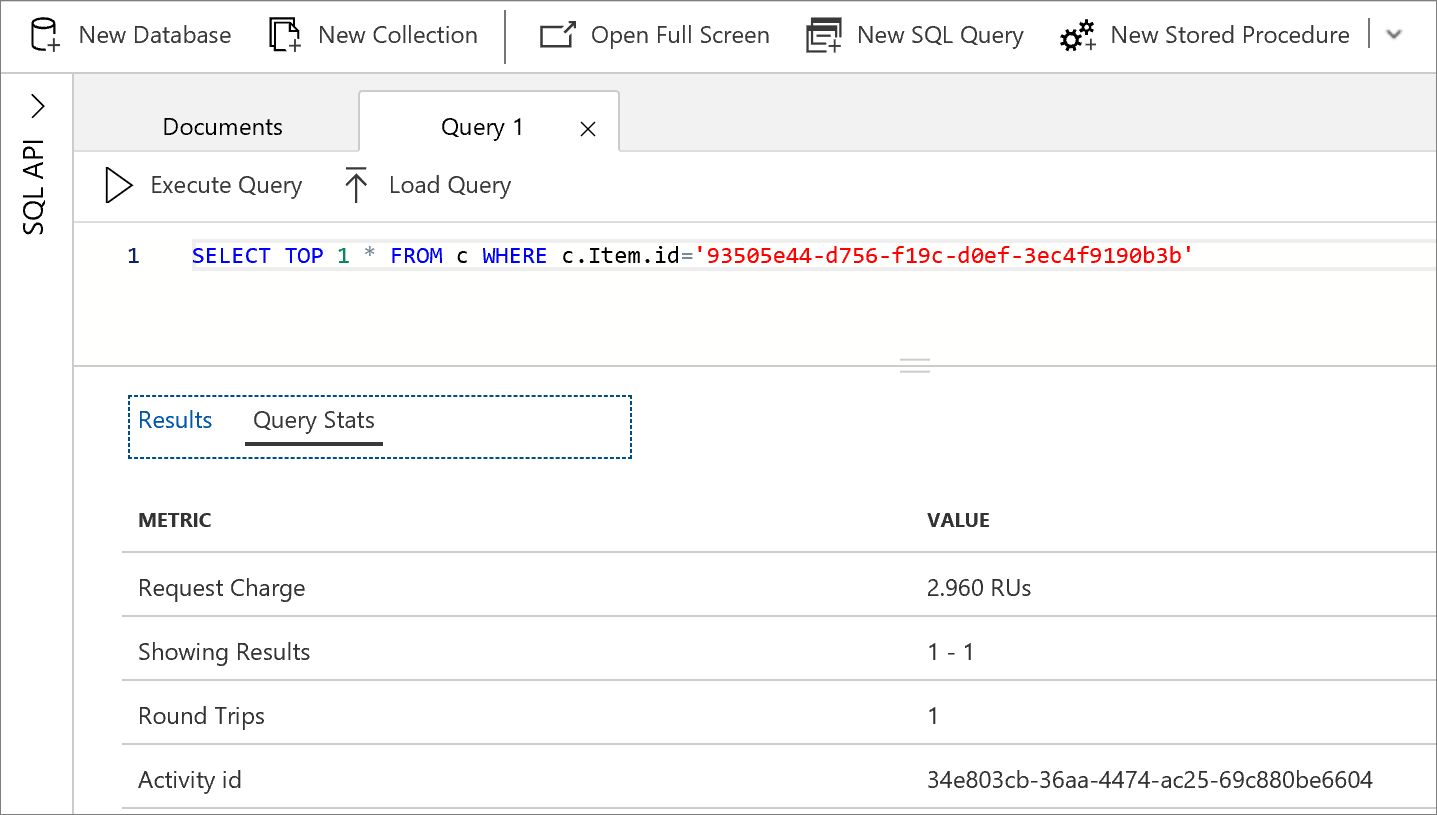 New Database New Collection Open Full Screen New SQL Query New Stored Procedure
SQL API
Documents Query 1
Execute Query Load Query
1 SELECT TOP 1 * FROM c WHERE c.Item.id='93505e44-d756-f19c-d0ef-3ec4f9190b3b'
Results Query Stats
METRIC VALUE
Request Charge 2.960 RUs
Showing Results 1 - 1
Round Trips 1
Activity id 34e803cb-36aa-4474-ac25-69c880be6604